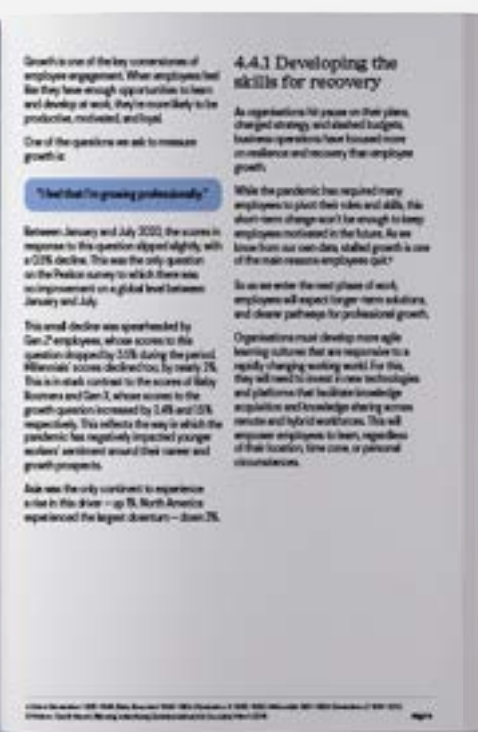 Growth is one of the key cornerstones of
employee engagement. When employees feel
like they have enough opportunities to learn
and develop at work, they're more likely to be
productive, motivated, and loyal.
One of the questions we ask to measure
growth is:
"I feel that I'm growing professionally."
Between January and July 2020, the scores in
response to this question slipped slightly, with
a decline. This was the only question
on the Peakon survey to which there was
no improvement on a global level between
January and July.
This small decline was spearheaded by
Gen Z employees, whose scores to this
question dropped by during the period.
Millennials' scores declined too, by nearly 2%.
This is in stark contrast to the scores of Baby
Boomers and Gen X, whose scores to the
growth question increased by and
respectively. This reflects the way in which the
pandemic has negatively impacted younger
workers' sentiment around their career and
growth prospects.
Asia was the only continent to experience
a rise in this driver – up 1%. North America
experienced the largest downturn – down 2%.
4.4.1 Developing the
skills for recovery
As organisations hit pause on their plans,
changed strategy, and slashed budgets,
business operations have focused more
on resilience and recovery than employee
growth.
While the pandemic has required many
employees to pivot their roles and skills, this
short-term change won't be enough to keep
employees motivated in the future. As we
know from our own data, stalled growth is one
of the main reasons employees quit.
So as we enter the next phase of work,
employees will expect longer-term solutions,
and clearer pathways for professional growth.
Organisations must develop more agile
learning cultures that are responsive to a
rapidly changing working world. For this,
they will need to invest in new technologies
and platforms that facilitate knowledge
acquisition and knowledge sharing across
remote and hybrid workforces. This will
empower employees to learn, regardless
of their location, time zone, or personal
circumstances.